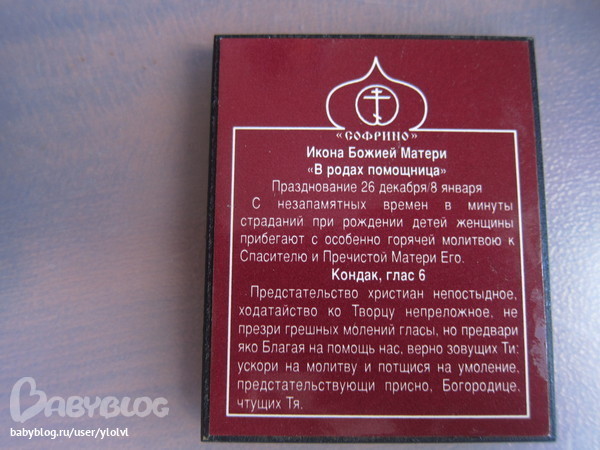 «СОФРИНО»
Икона Божией Матери
«В родах помощница»
Празднование 26 декабря/8 января
С незапамятных времен в минуты
страданий при рождении детей женщины
прибегают с особенно горячей молитвою к
Спасителю и Пречистой Матери Его.
Кондак, глас 6
Предстательство христиан непостыдное,
ходатайство ко Творцу непреложное, не
презри грешных молений гласы, но предвари
яко Благая на помощь нас, верно зовущих Ти:
ускори на молитву и потщися на умоление,
предстательствующи присно, Богородице,
чтущих Тя.
BABYBLOG
babyblog.ru/user/ylolvl